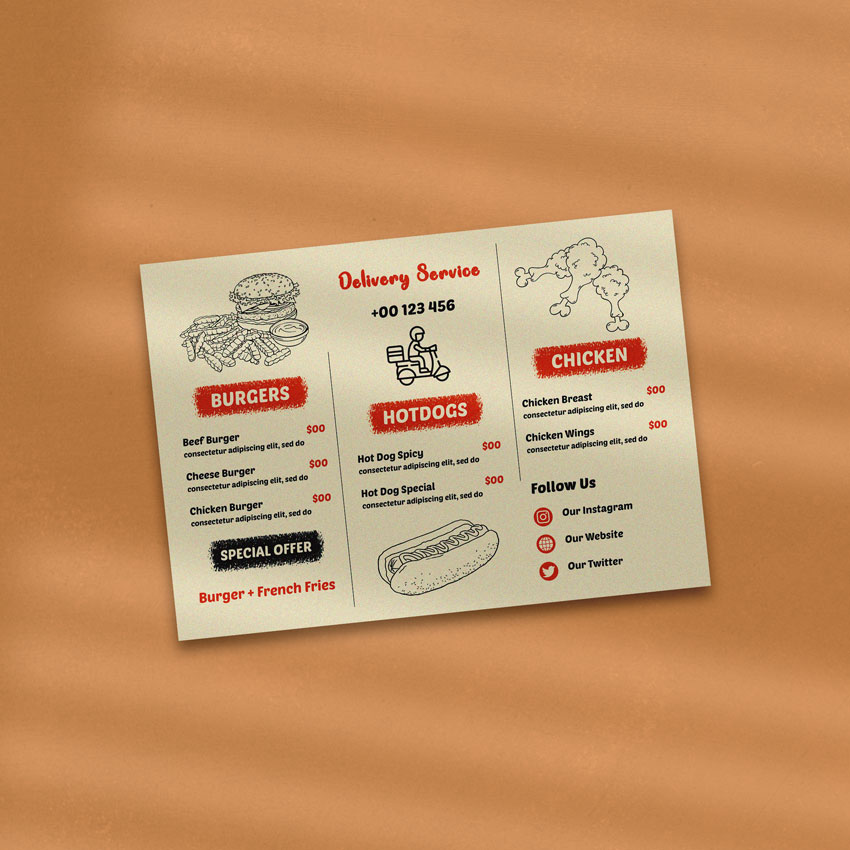 BURGERS
Beef Burger $00
consectetur adipiscing elit, sed do
Cheese Burger $00
consectetur adipiscing elit, sed do
Chicken Burger $00
consectetur adipiscing elit, sed do
SPECIAL OFFER
Burger + French Fries
Delivery Service
+00 123 456
HOTDOGS
Hot Dog Spicy $00
consectetur adipiscing elit, sed do
Hot Dog Special $00
consectetur adipiscing elit, sed do
CHICKEN
Chicken Breast $00
consectetur adipiscing elit, sed do
Chicken Wings $00
consectetur adipiscing elit, sed do
Follow Us
Our Instagram
Our Website
Our Twitter